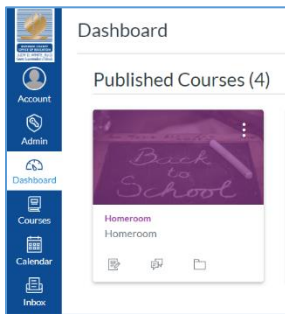 Dashboard
Published Courses (4)
Account
Admin
Dashboard
Courses
Calendar
Inbox
Back
to
School
Homeroom
Homeroom